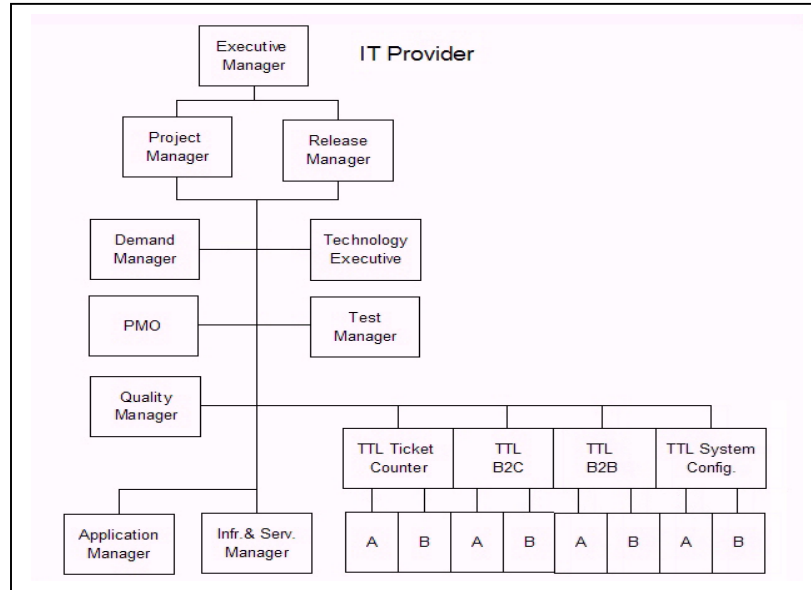 IT Provider
Executive
Manager
Project
Manager
Release
Manager
Demand
Manager
Technology
Executive
PMO
Test
Manager
Quality
Manager
TTL Ticket
Counter
TTL
B2C
TTL
B2B
TTL System
Config.
Application
Manager
Infr.& Serv.
Manager
A
B
A
B
A
B
A
B